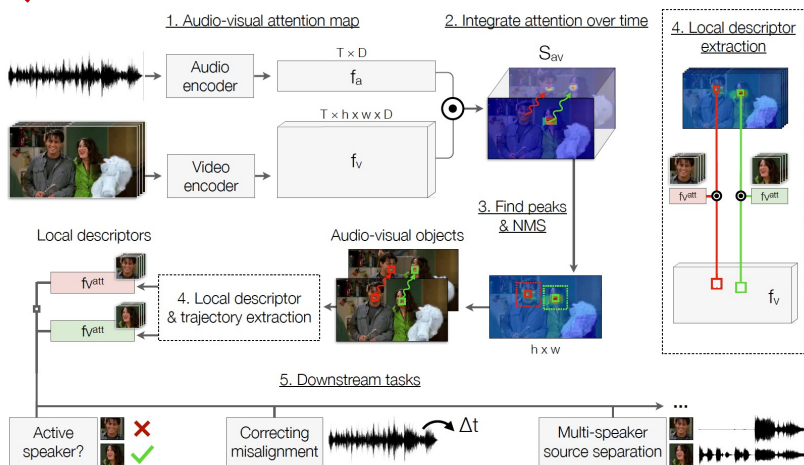 1. Audio-visual attention map
2. Integrate attention over time
4. Local descriptor
extraction
Audio
encoder
T × D
fa
Sav
T × h x w x D
Video
encoder
fv
fvatt
fvatt
fv
3. Find peaks
& NMS
Local descriptors
Audio-visual objects
fvatt
fvatt
4. Local descriptor
& trajectory extraction
h x w
5. Downstream tasks
...
Active
speaker?
Correcting
misalignment
Δt
Multi-speaker
source separation